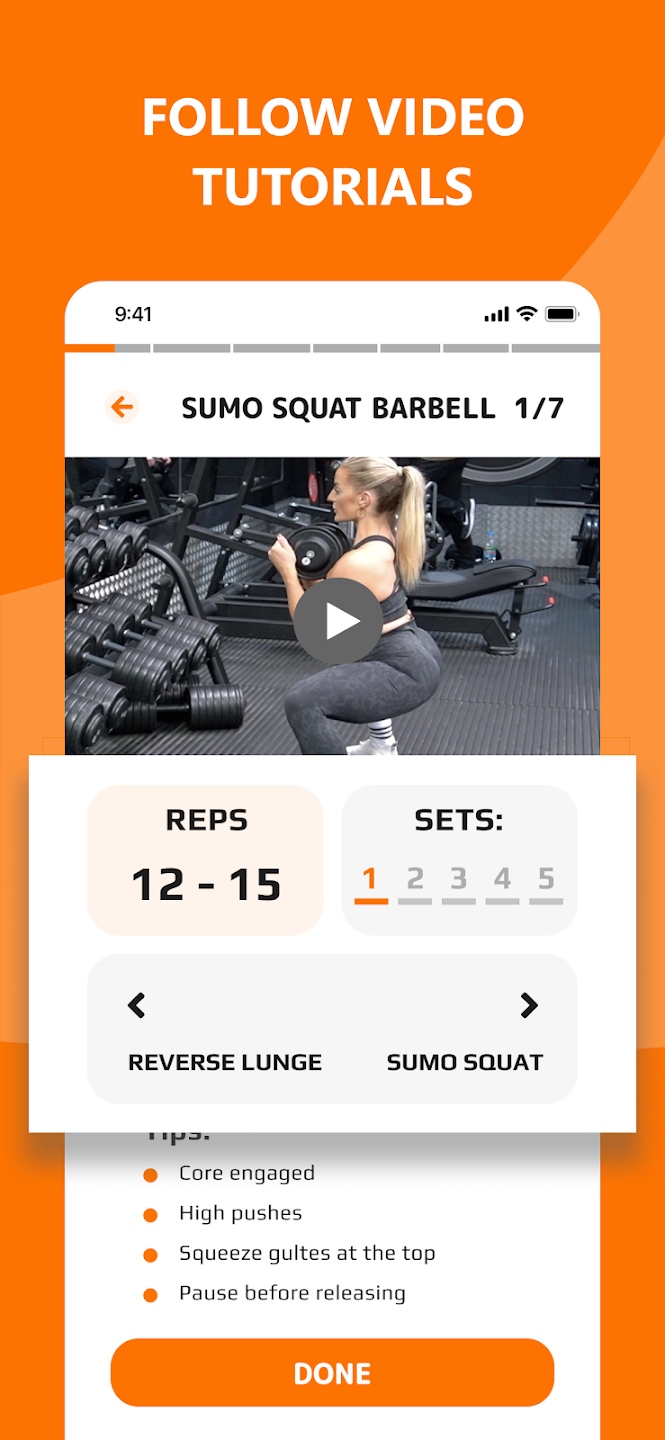 FOLLOW VIDEO
TUTORIALS
9:41
SUMO SQUAT BARBELL 1/7
REPS
SETS:
12 - 15
1 2 3 4 5
REVERSE LUNGE
SUMO SQUAT
Tips:
Core engaged
High pushes
Squeeze gultes at the top
Pause before releasing
DONE